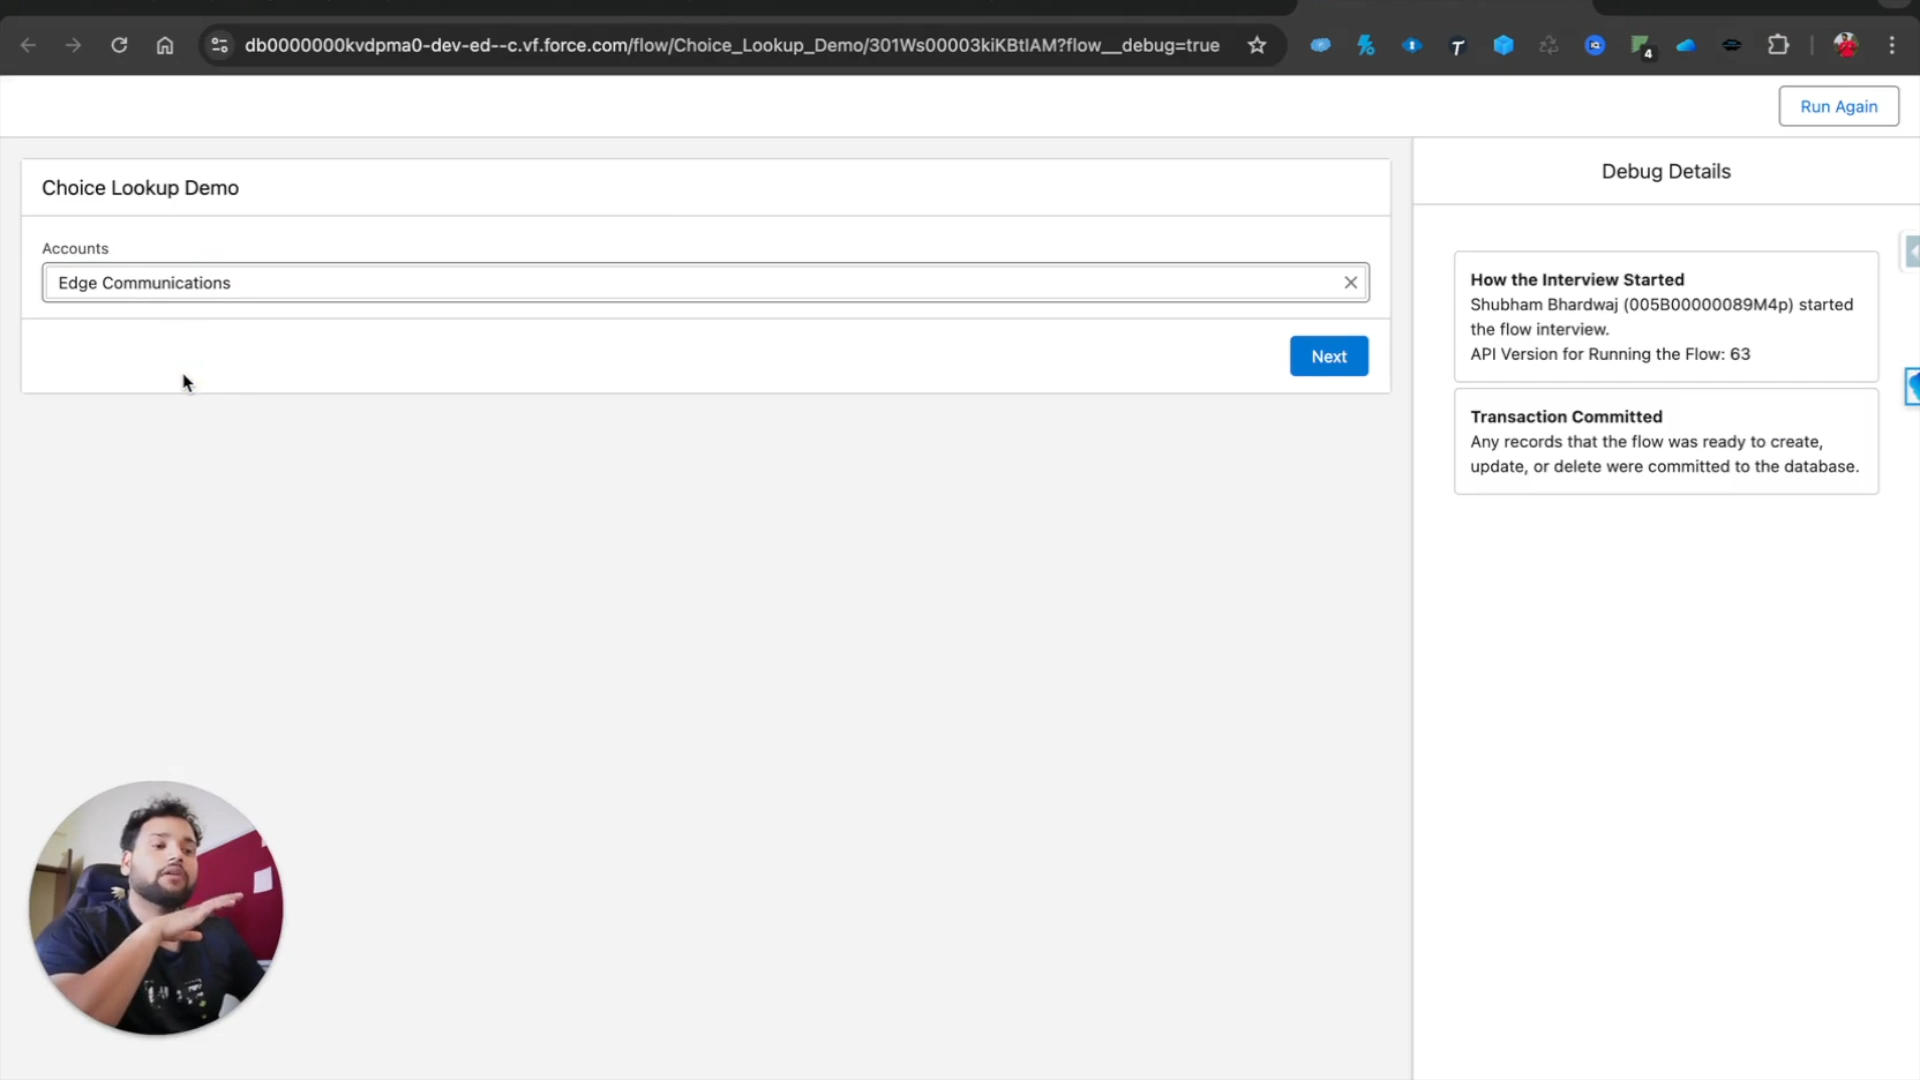 db0000000kvdpma0-dev-ed--c.vf.force.com/flow/Choice_Lookup_Demo/301Ws00003kiKBtIAM?flow__debug=true
4
Run Again
Choice Lookup Demo
Accounts
Edge Communications
Next
Debug Details
How the Interview Started
Shubham Bhardwaj (005B00000089M4p) started
the flow interview.
API Version for Running the Flow: 63
Transaction Committed
Any records that the flow was ready to create,
update, or delete were committed to the database.